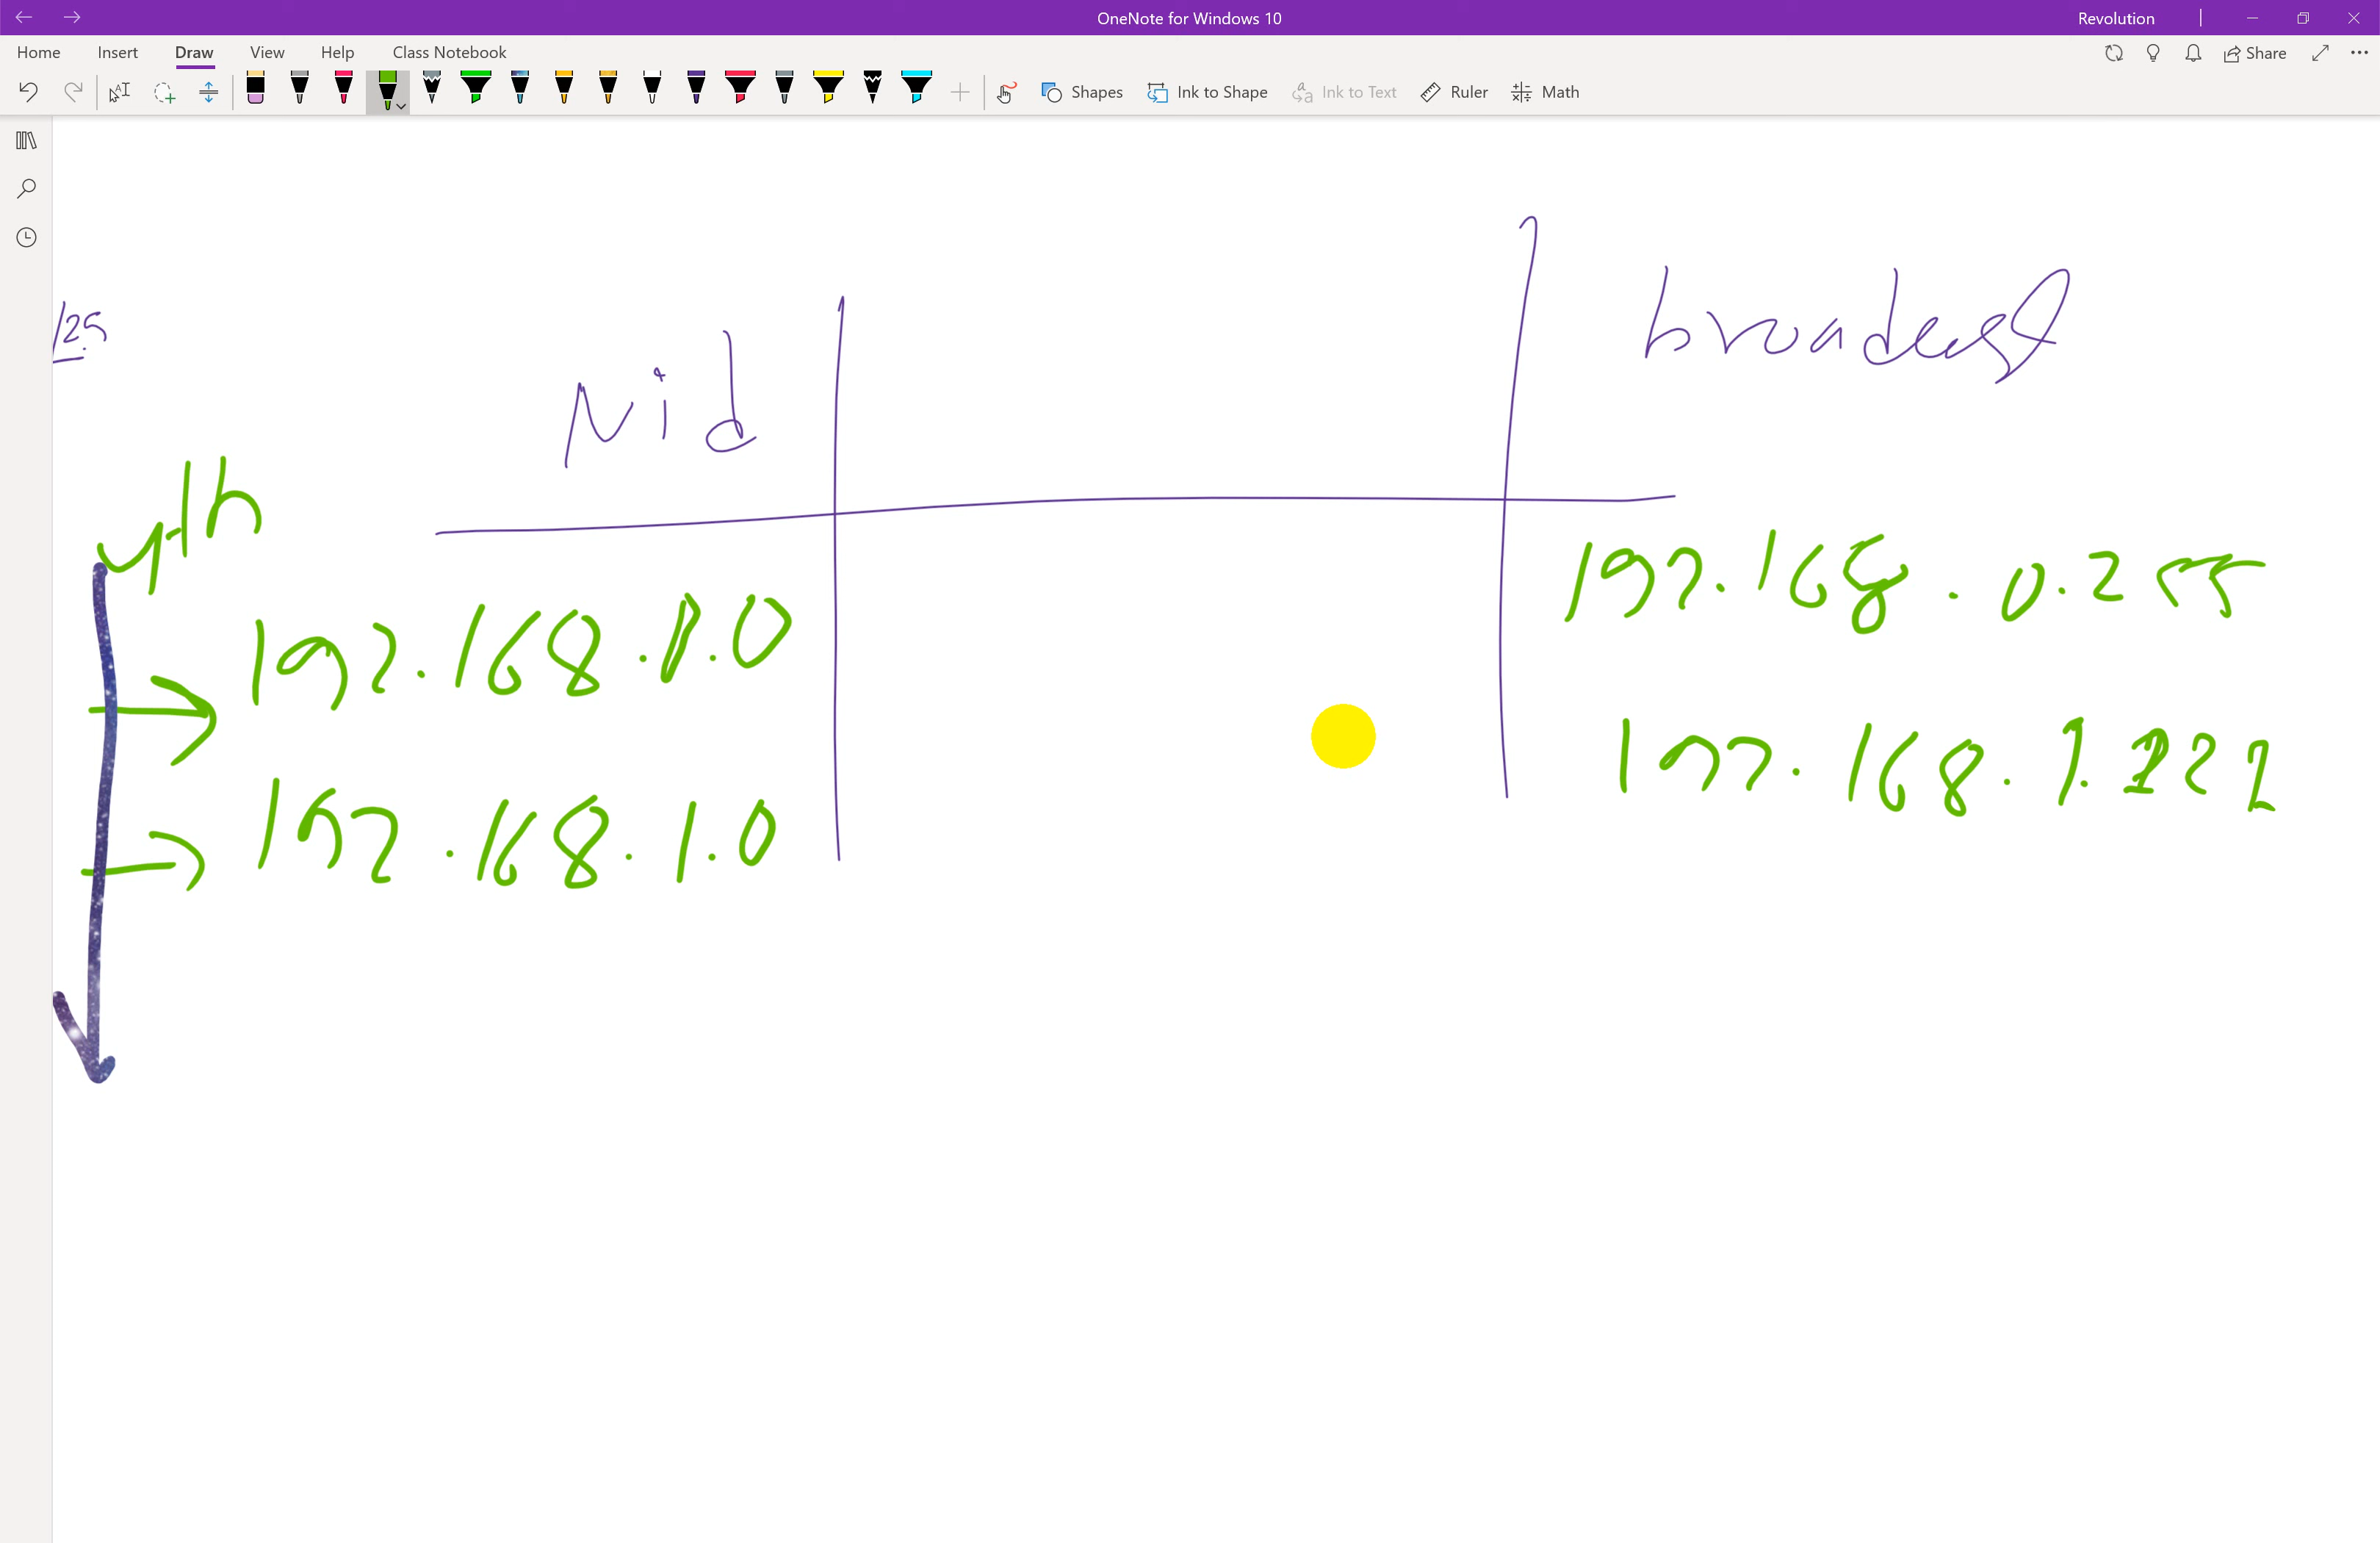 OneNote for Windows 10
Revolution
Home Insert Draw View Help Class Notebook
Share
Shapes Ink to Shape Ink to Text Ruler Math
/25
Nid
broadcast
192.168.0.255
192.168.0.0
192.168.1.222
192.168.1.0